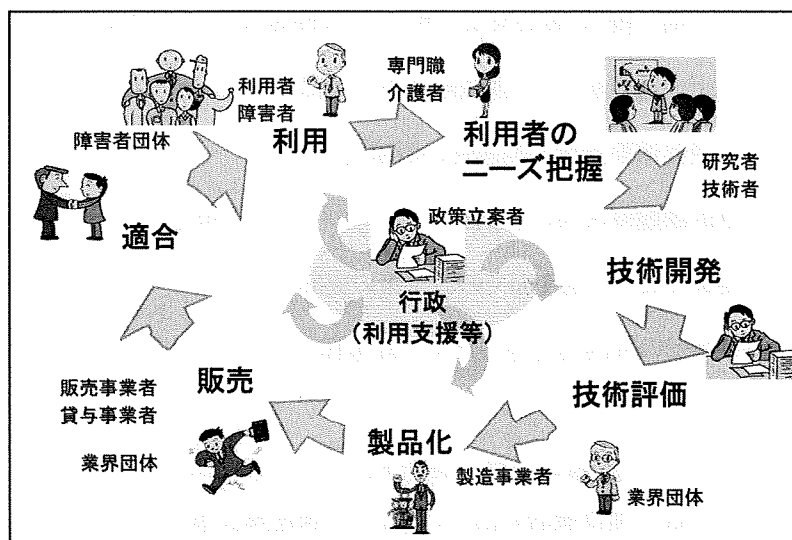 障害者団体
利用者
障害者
利用
専門職
介護者
利用者の
ニーズ把握
研究者
技術者
技術開発
技術評価
業界団体
製造事業者
製品化
販売
販売事業者
貸与事業者
業界団体
適合
政策立案者
行政
（利用支援等）